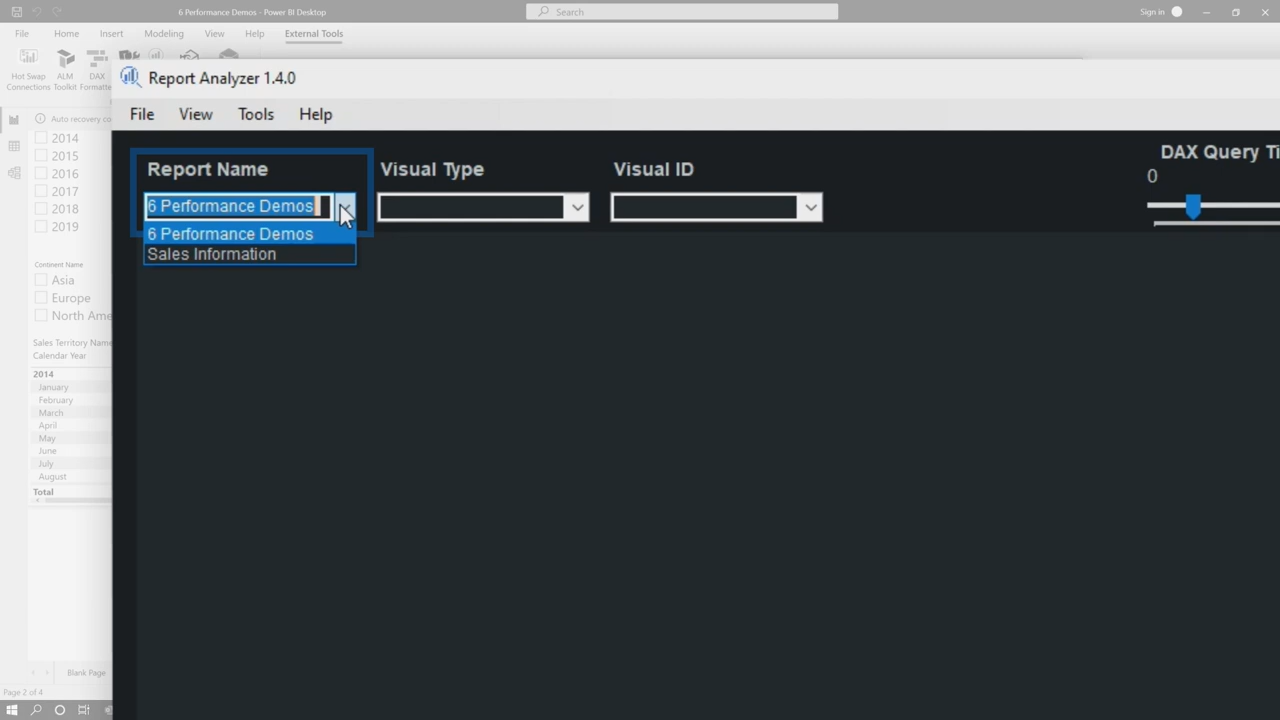 6 Performance Demos - Power BI Desktop
Search
Sign in
File Home Insert Modeling View Help External Tools
Hot Swap
Connections
ALM
Toolkit
DAX
Formatte
Auto recovery co
2014
2015
2016
2017
2018
2019
Continent Name
Asia
Europe
North Ame
Sales Territory Name
Calendar Year
2014
January
February
March
April
May
June
July
August
Total
Blank Page
Page 2 of 4
Report Analyzer 1.4.0
File View Tools Help
Report Name
Visual Type
Visual ID
DAX Query Ti
0
6 Performance Demos
6 Performance Demos
Sales Information